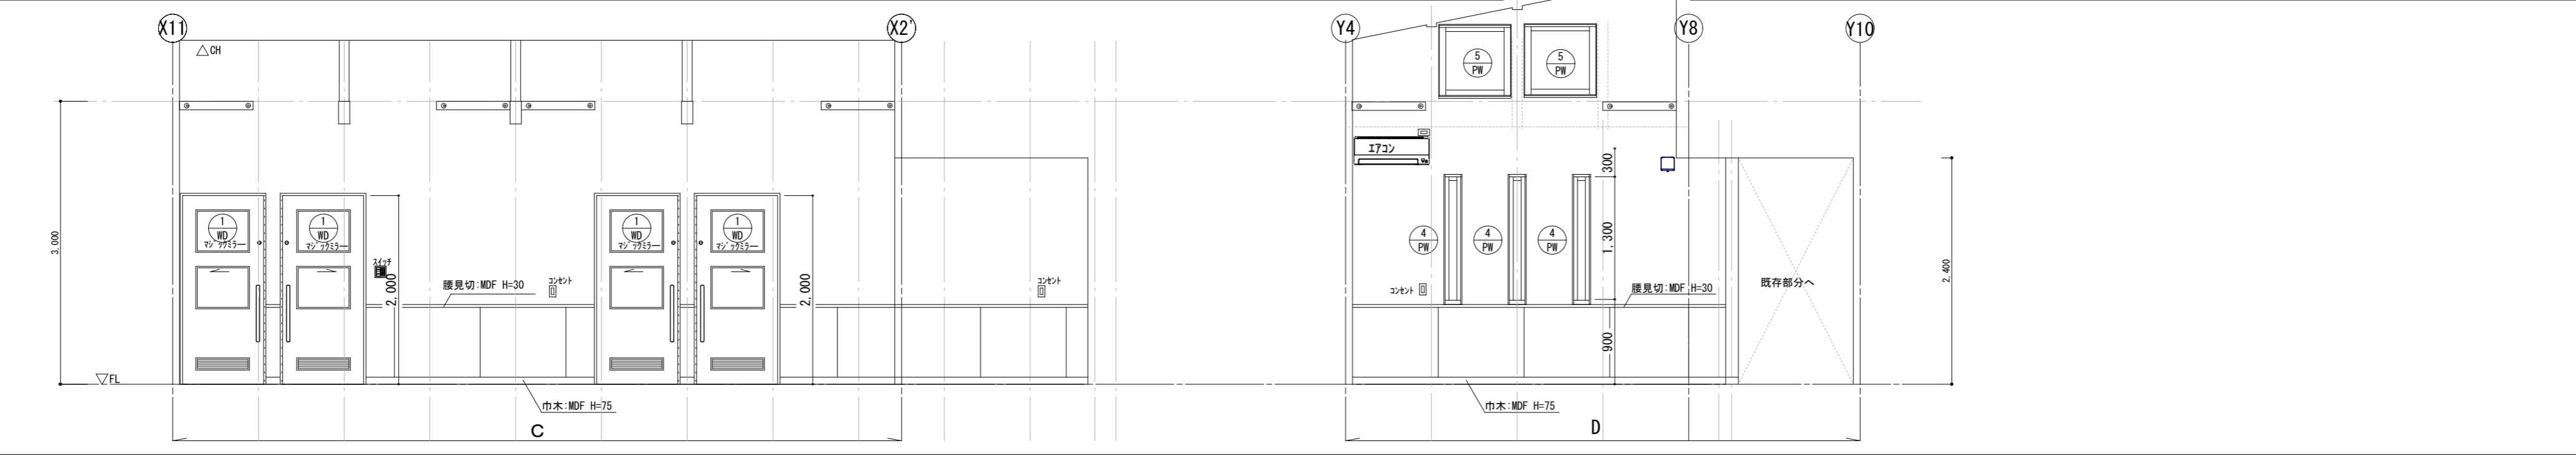 X11
X2'
Y4
Y8
Y10
△CH
5
PW
5
PW
エアコン
3,000
1
WD
マジックミラー
1
WD
マジックミラー
スイッチ
2,000
腰見切:MDF H=30
コンセント
1
WD
マジックミラー
1
WD
マジックミラー
2,000
コンセント
▽FL
巾木:MDF H=75
C
300
1,300
900
4
PW
4
PW
4
PW
コンセント
腰見切:MDF H=30
既存部分へ
2,400
巾木:MDF H=75
D